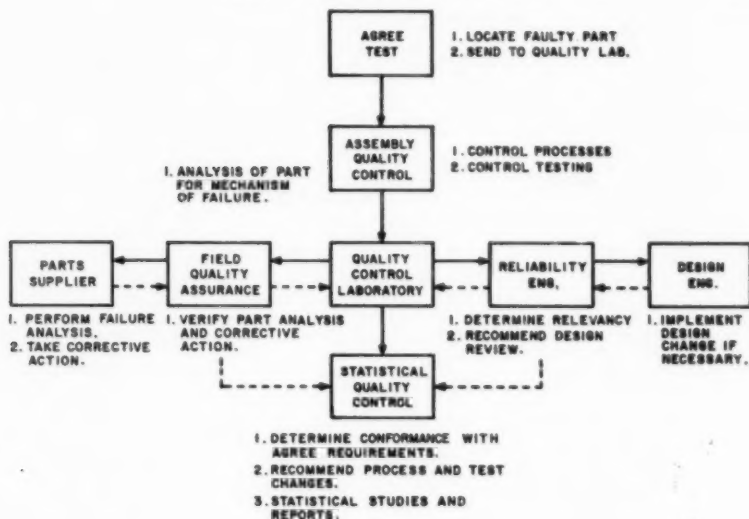 AGREE
TEST
1. LOCATE FAULTY PART
2. SEND TO QUALITY LAB.
ASSEMBLY
QUALITY
CONTROL
1. CONTROL PROCESSES
2. CONTROL TESTING
1. ANALYSIS OF PART
FOR MECHANISM
OF FAILURE.
PARTS
SUPPLIER
FIELD
QUALITY
ASSURANCE
QUALITY
CONTROL
LABORATORY
RELIABILITY
ENG.
DESIGN
ENG.
1. PERFORM FAILURE
ANALYSIS.
2. TAKE CORRECTIVE
ACTION.
1. VERIFY PART ANALYSIS
AND CORRECTIVE
ACTION.
1. DETERMINE RELEVANCY
2. RECOMMEND DESIGN
REVIEW.
1. IMPLEMENT
DESIGN
CHANGE IF
NECESSARY.
STATISTICAL
QUALITY
CONTROL
1. DETERMINE CONFORMANCE WITH
AGREE REQUIREMENTS.
2. RECOMMEND PROCESS AND TEST
CHANGES.
3. STATISTICAL STUDIES AND
REPORTS.